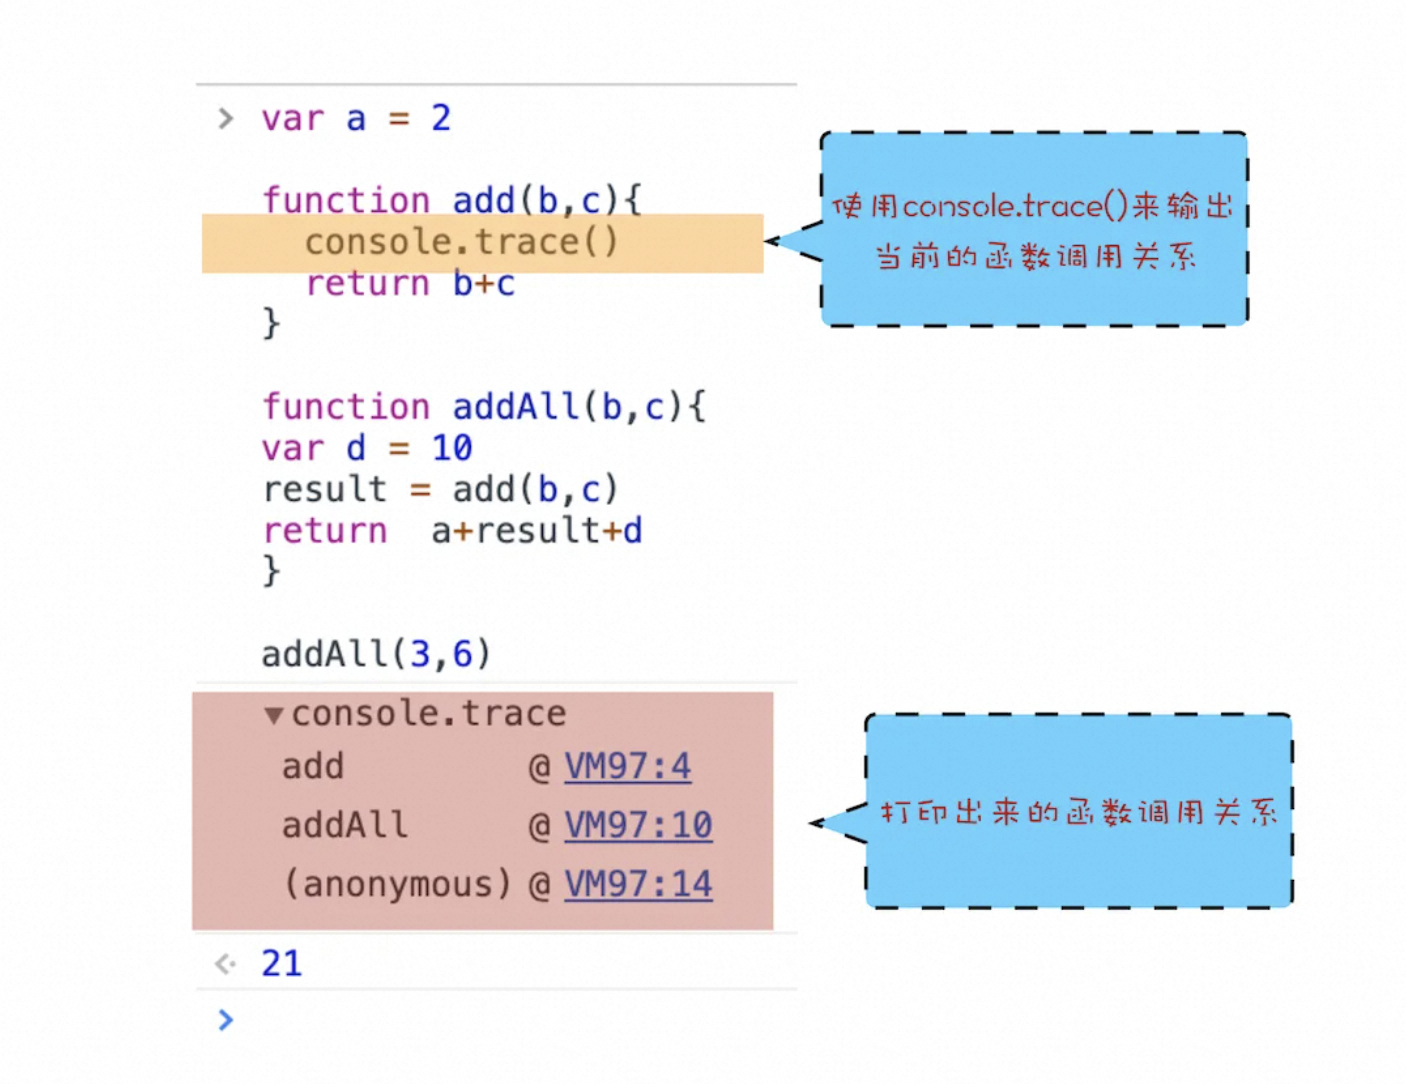 > var a = 2
function add(b,c){
console.trace()
return b+c
}
使用console.trace()来输出
当前的函数调用关系
function addAll(b,c){
var d = 10
result = add(b,c)
return  a+result+d
}
addAll(3,6)
▼console.trace
add @ VM97:4
addAll @ VM97:10
(anonymous) @ VM97:14
打印出来的函数调用关系
21